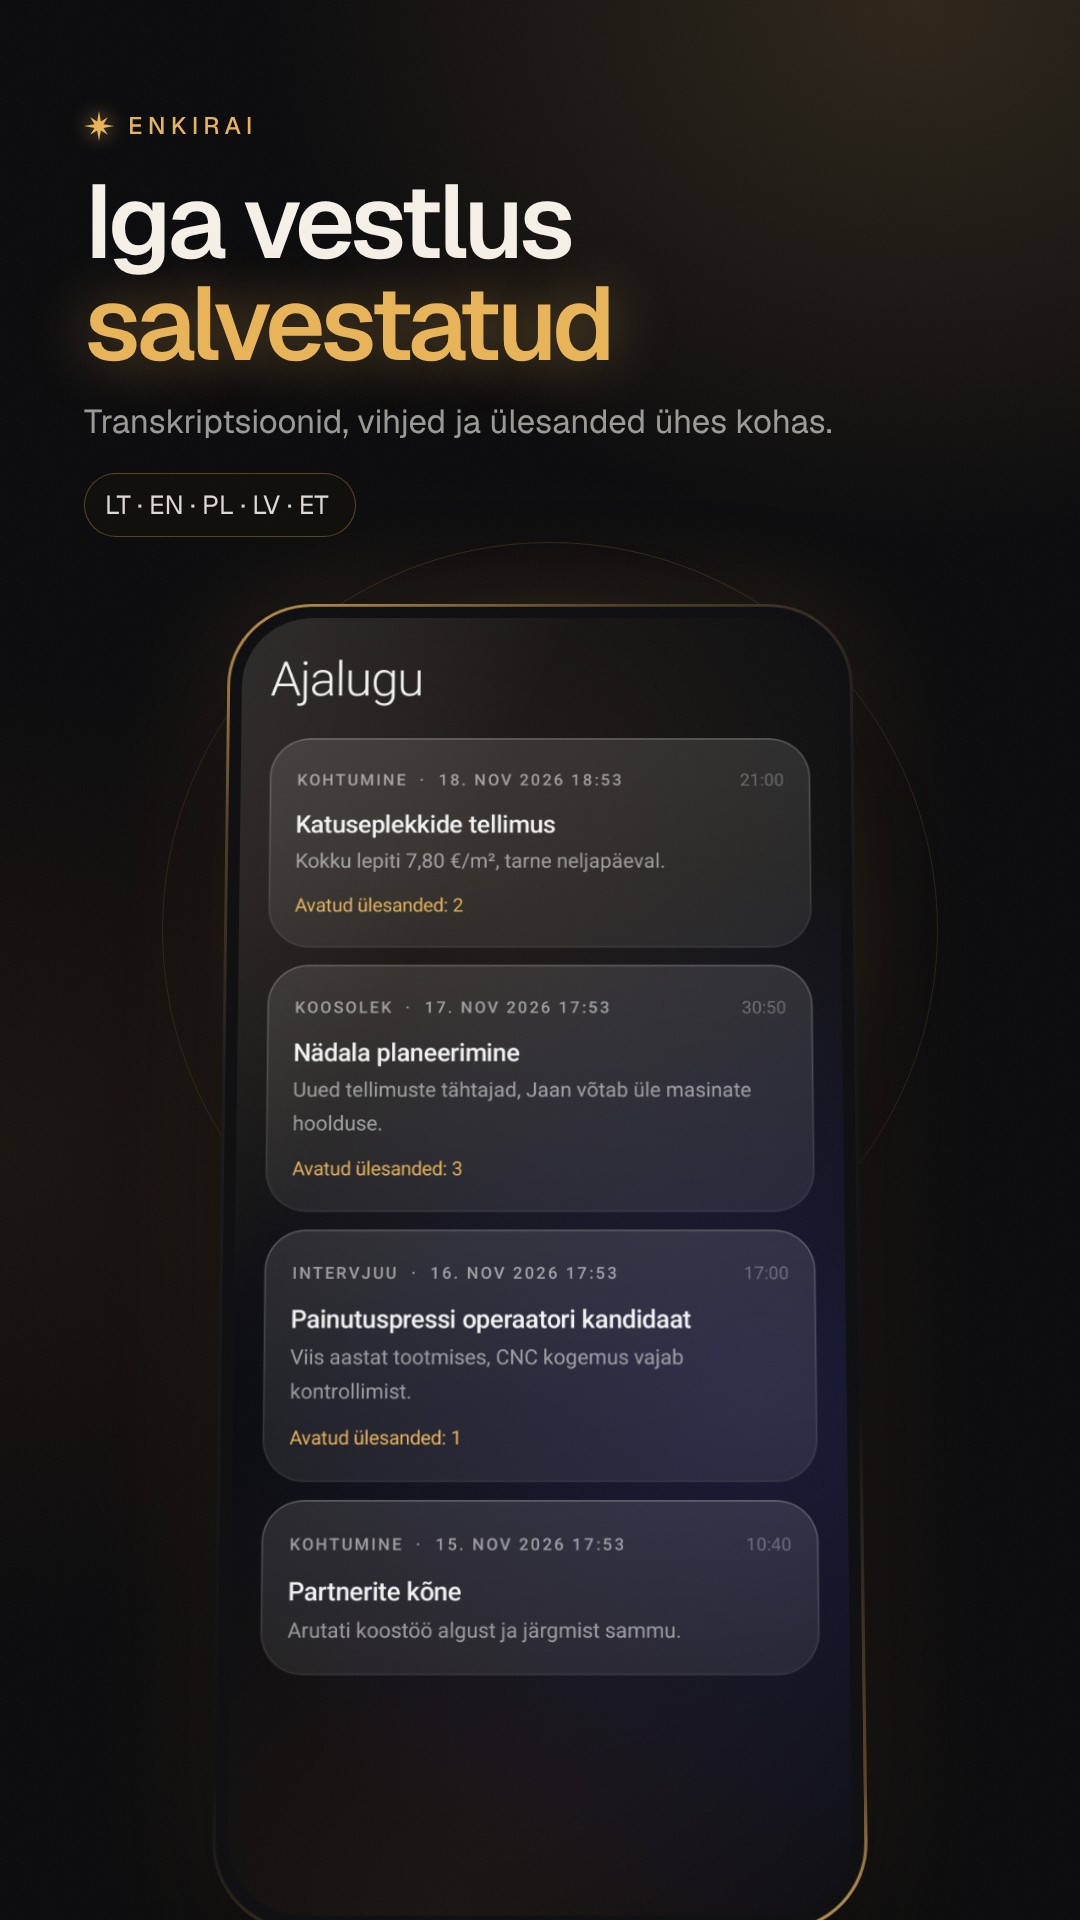 ENKIRAI
Iga vestlus
salvestatud
Transkriptsioonid, vihjed ja ülesanded ühes kohas.
LT · EN · PL · LV · ET
Ajalugu
KOHTUMINE · 18. NOV 2026 18:53 21:00
Katuseplekkide tellimus
Kokku lepiti 7,80 €/m², tarne neljapäeval.
Avatud ülesanded: 2
KOOSOLEK · 17. NOV 2026 17:53 30:50
Nädala planeerimine
Uued tellimuste tähtajad, Jaan võtab üle masinate
hoolduse.
Avatud ülesanded: 3
INTERVJUU · 16. NOV 2026 17:53 17:00
Painutuspressi operaatori kandidaat
Viis aastat tootmises, CNC kogemus vajab
kontrollimist.
Avatud ülesanded: 1
KOHTUMINE · 15. NOV 2026 17:53 10:40
Partnerite kõne
Arutati koostöö algust ja järgmist sammu.